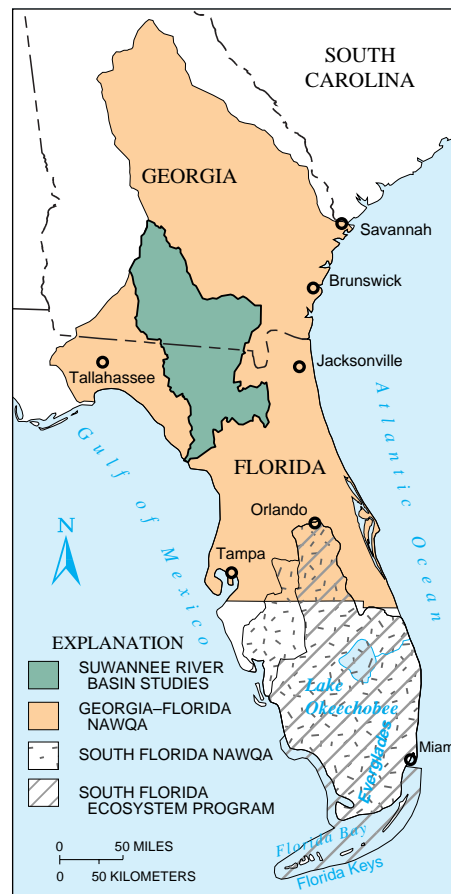 SOUTH
CAROLINA
GEORGIA
Savannah
Brunswick
Jacksonville
Tallahassee
Gulf of Mexico
Atlantic Ocean
FLORIDA
Orlando
N
Tampa
EXPLANATION
SUWANNEE RIVER
BASIN STUDIES
GEORGIA–FLORIDA
NAWQA
SOUTH FLORIDA NAWQA
SOUTH FLORIDA
ECOSYSTEM PROGRAM
Lake
Okeechobee
Everglades
Miam
Florida Bay
Florida Keys
0 50 MILES
0 50 KILOMETERS